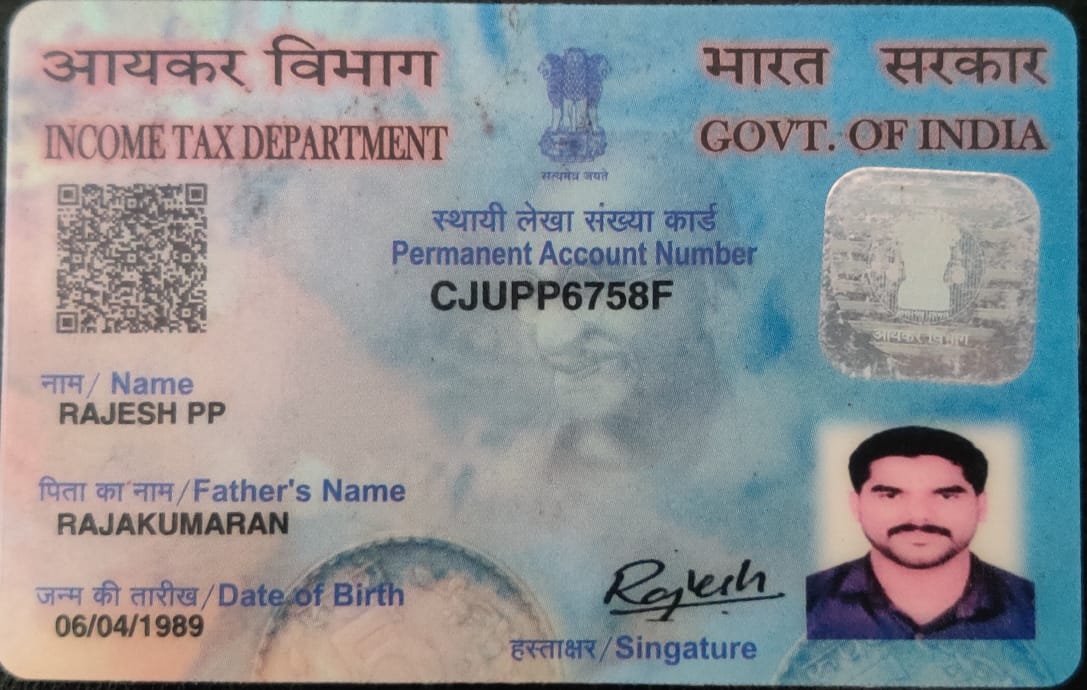 आयकर विभाग
INCOME TAX DEPARTMENT
भारत सरकार
GOVT. OF INDIA
सत्यमेव जयते
स्थायी लेखा संख्या कार्ड
Permanent Account Number
CJUPP6758F
आयकर विभाग
नाम / Name
RAJESH PP
पिता का नाम / Father's Name
RAJAKUMARAN
जन्म की तारीख / Date of Birth
06/04/1989
Rajesh
हस्ताक्षर / Singature